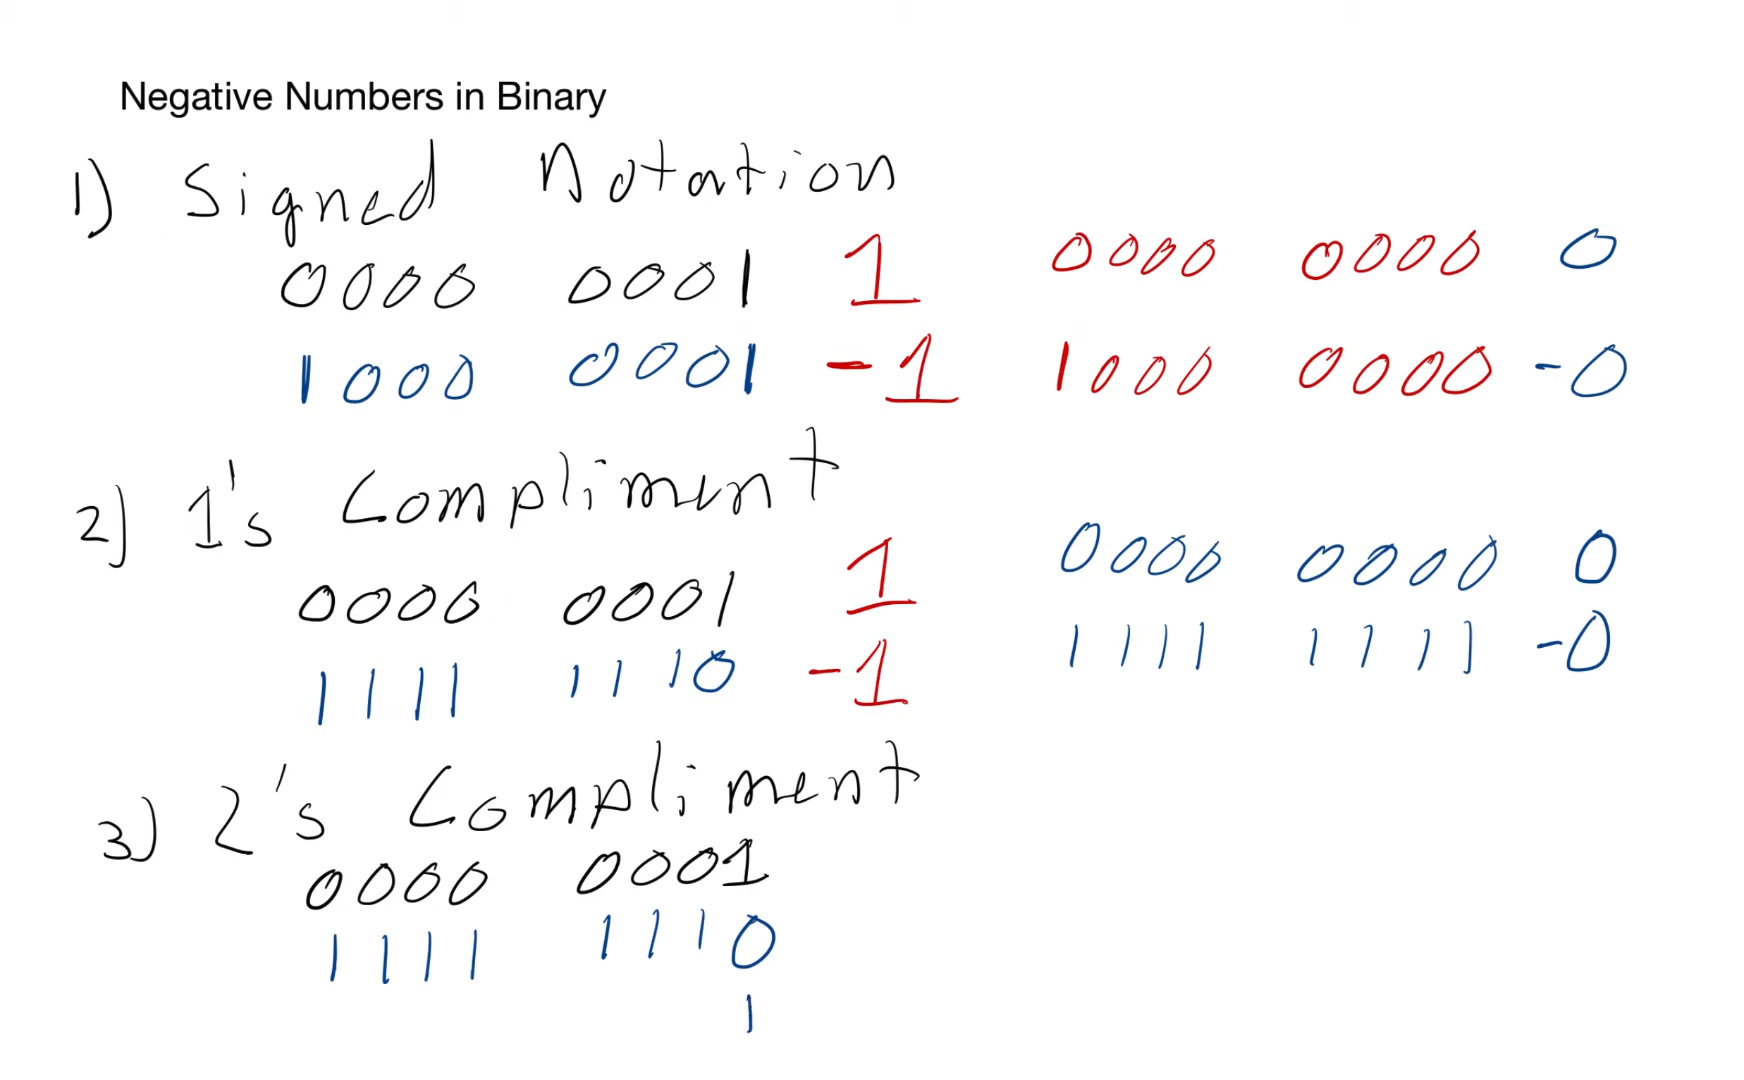 Negative Numbers in Binary
1) Signed Notation
0000 0001 1 0000 0000 0
1000 0001 -1 1000 0000 -0
2) 1's Compliment
0000 0001 1 0000 0000 0
1111 1110 -1 1111 1111 -0
3) 2's Compliment
0000 0001
1111 1110
1